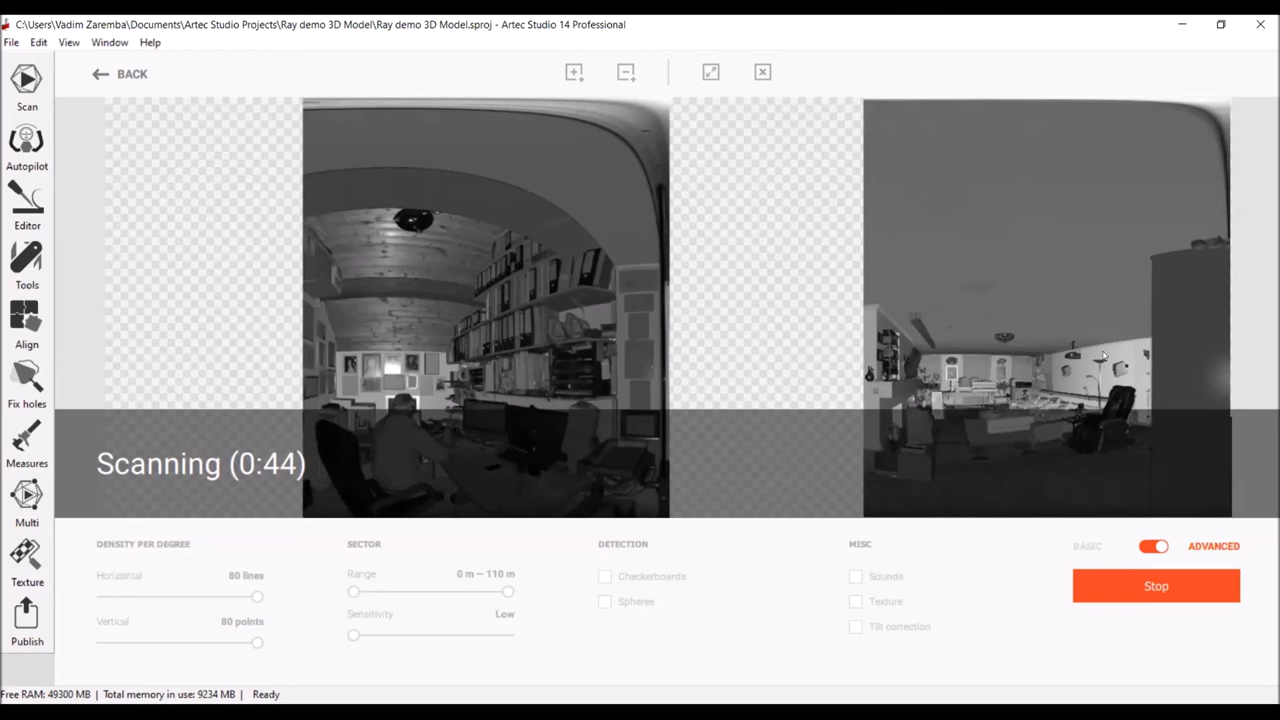 C:\Users\Vadim Zaremba\Documents\Artec Studio Projects\Ray demo 3D Model\Ray demo 3D Model.sproj - Artec Studio 14 Professional
File Edit View Window Help
BACK
Scan
Autopilot
Editor
Tools
Align
Fix holes
Measures
Multi
Texture
Publish
Scanning (0:44)
DENSITY PER DEGREE
Horizontal 80 lines
Vertical 80 points
SECTOR
Range 0 m — 110 m
Sensitivity Low
DETECTION
Checkerboards
Spheres
MISC
Sounds
Texture
Tilt correction
BASIC ADVANCED
Stop
Free RAM: 49300 MB | Total memory in use: 9234 MB | Ready